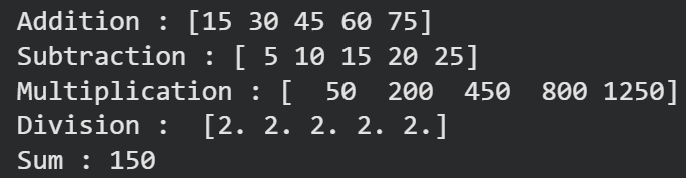 Addition : [15 30 45 60 75]
Subtraction : [ 5 10 15 20 25]
Multiplication : [  50  200  450  800 1250]
Division :  [2. 2. 2. 2. 2.]
Sum : 150